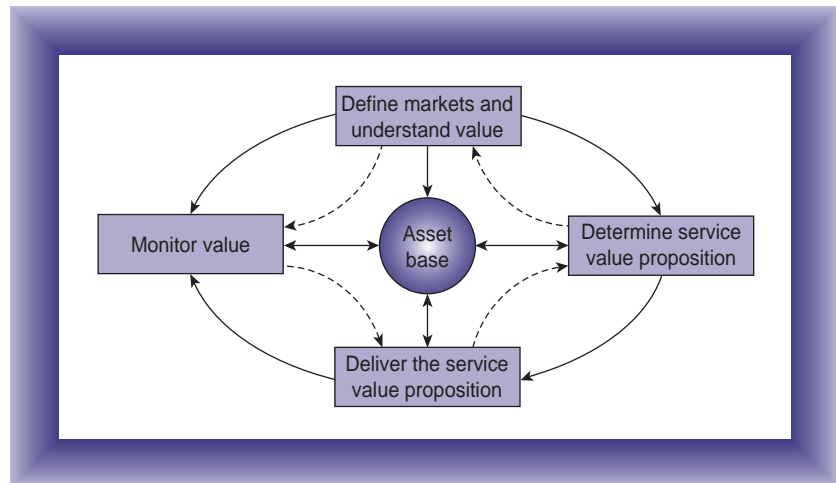 Define markets and
understand value
Monitor value
Asset
base
Determine service
value proposition
Deliver the service
value proposition